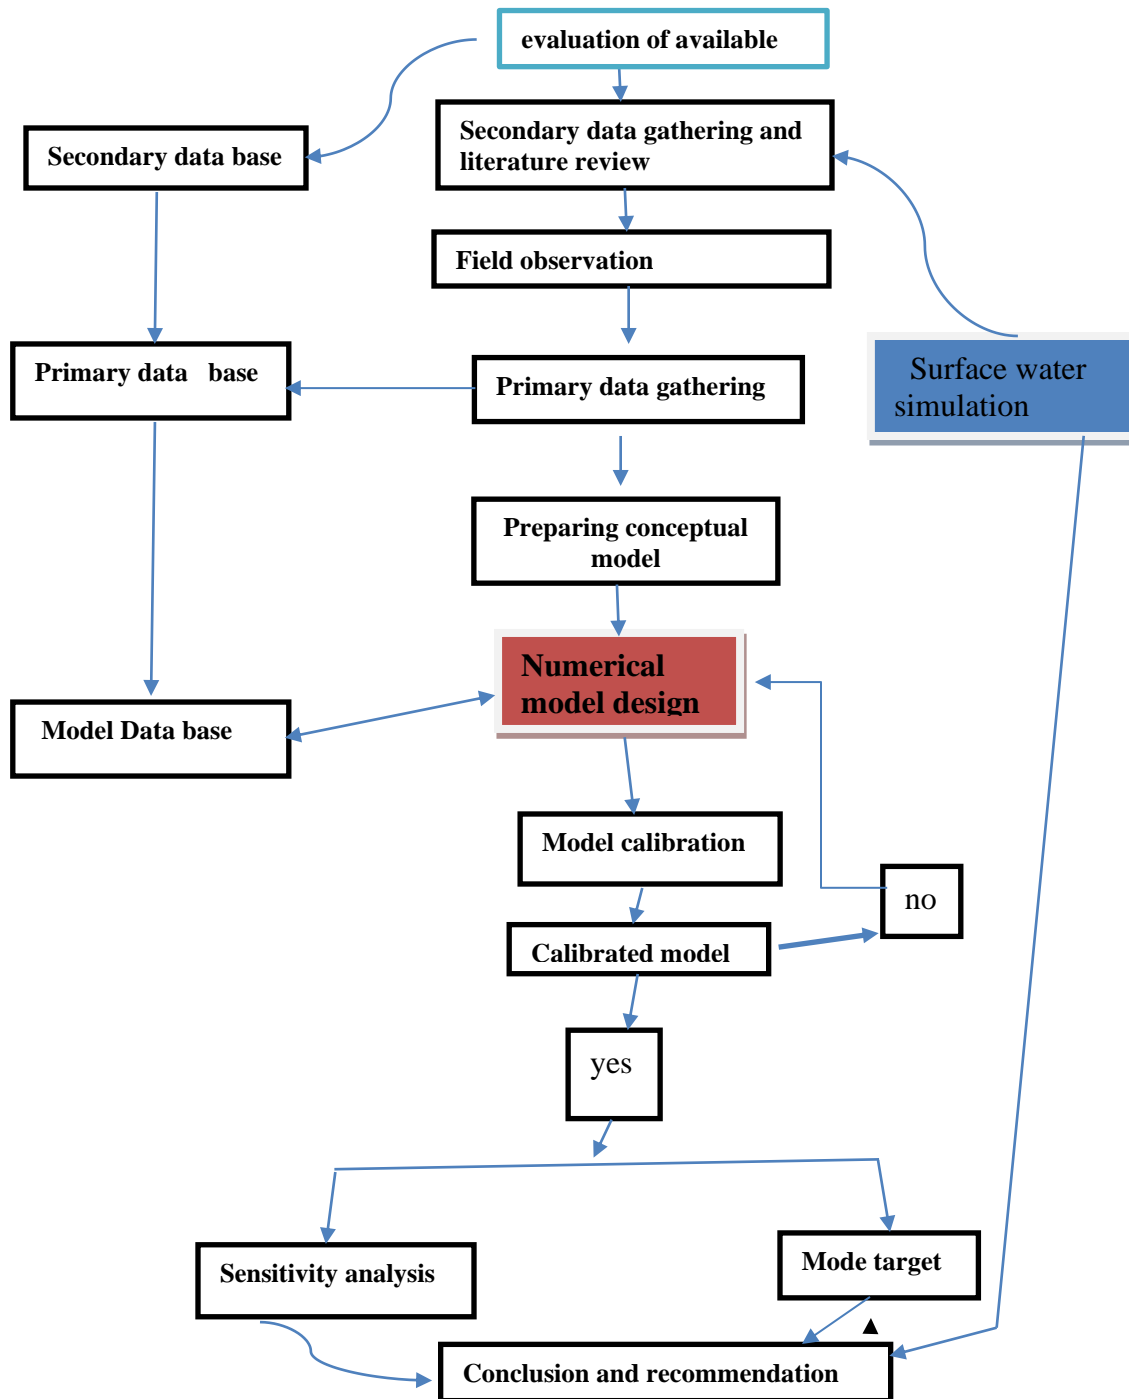 evaluation of available
Secondary data gathering and
literature review
Secondary data base
Field observation
Primary data base
Primary data gathering
Surface water
simulation
Preparing conceptual
model
Numerical
model design
Model Data base
Model calibration
no
Calibrated model
yes
Sensitivity analysis
Mode target
Conclusion and recommendation